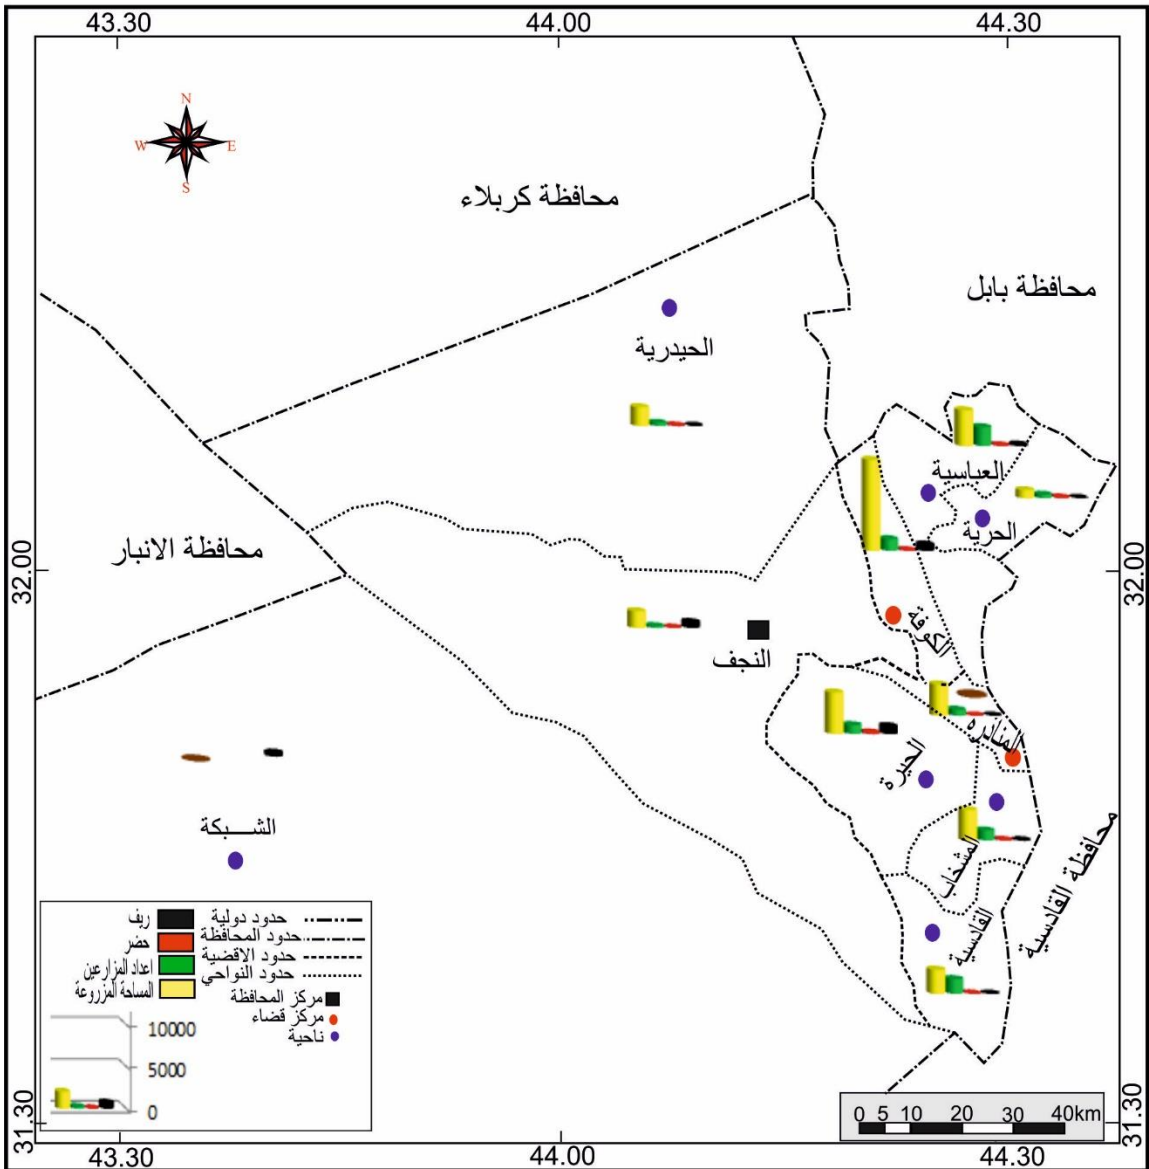 43.30
44.00
44.30
N
W
E
S
محافظة كربلاء
محافظة بابل
الحيدرية
العباسية
الحرية
محافظة الانبار
32.00
32.00
الكوفة
النجف
المناذره
الحيرة
الشبكة
المشخاب
القادسية
محافظة القادسية
ريف
حضر
اعداد المزارعين
المساحة المزروعة
حدود دولية
حدود المحافظة
حدود الاقضية
حدود النواحي
مركز المحافظة
مركز قضاء
ناحية
10000
5000
0
0 5 10 20 30 40km
31.30
31.30
43.30
44.00
44.30